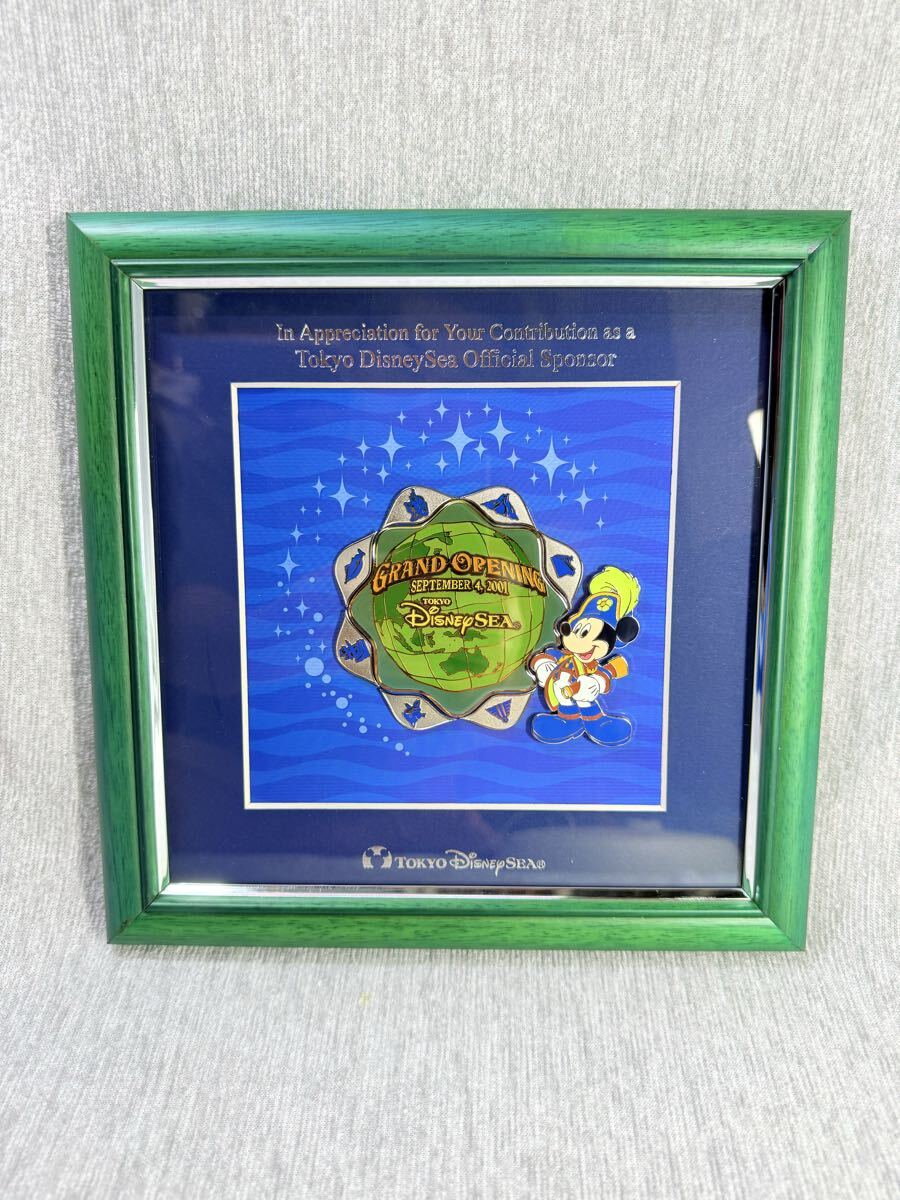 In Appreciation for Your Contribution as a
Tokyo DisneySea Official Sponsor
GRAND OPENING
SEPTEMBER 4, 2001
TOKYO
DISNEYSEA®
TOKYO DISNEYSEA®